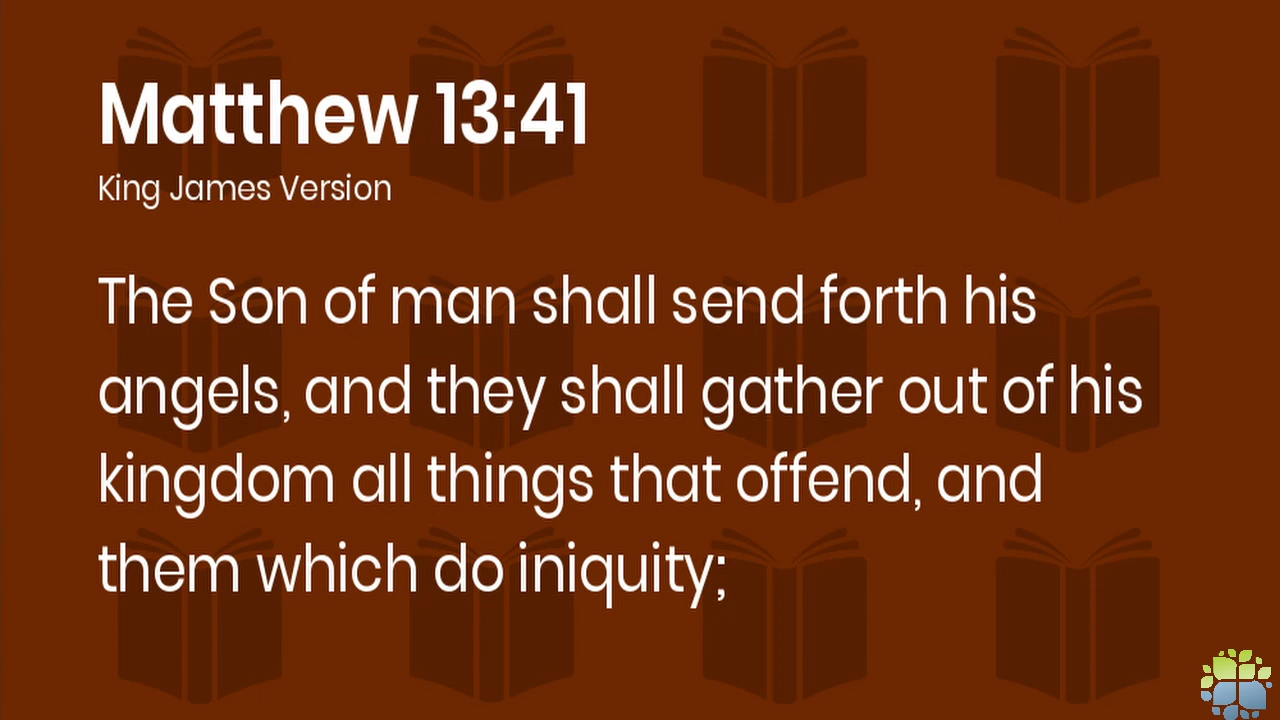 Matthew 13:41
King James Version
The Son of man shall send forth his
angels, and they shall gather out of his
kingdom all things that offend, and
them which do iniquity;